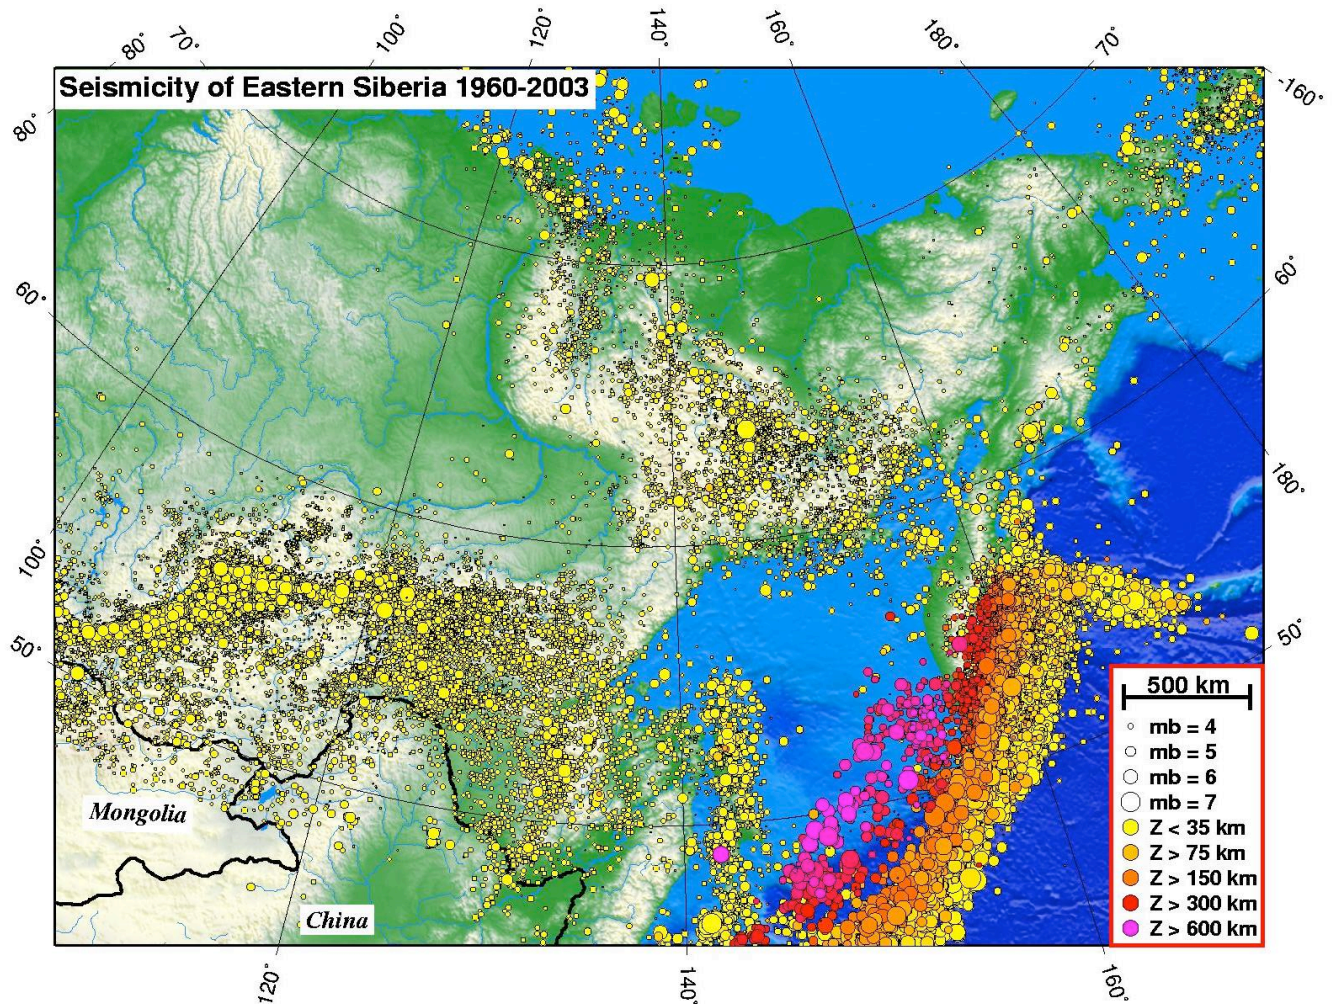 80° 70° 100° 120° 140° 160° 180° 70°
Seismicity of Eastern Siberia 1960-2003
-160°
80°
60°
60°
180°
100°
50°
50°
500 km
mb = 4
mb = 5
mb = 6
mb = 7
Z < 35 km
Z > 75 km
Z > 150 km
Z > 300 km
Z > 600 km
Mongolia
China
120° 140° 160°